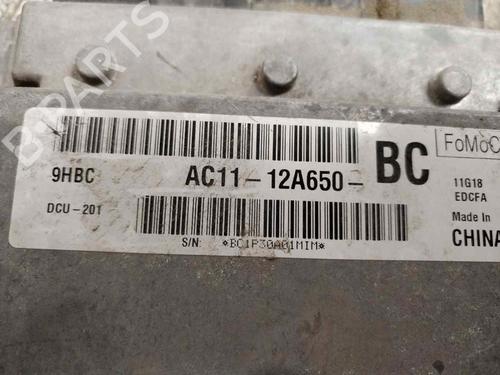 B-PARTS
FoMoC
9HBC AC11-12A650- BC
11G18
EDCFA
DCU-201
Made in
CHINA
S/N: *BC1P30A01MIM*